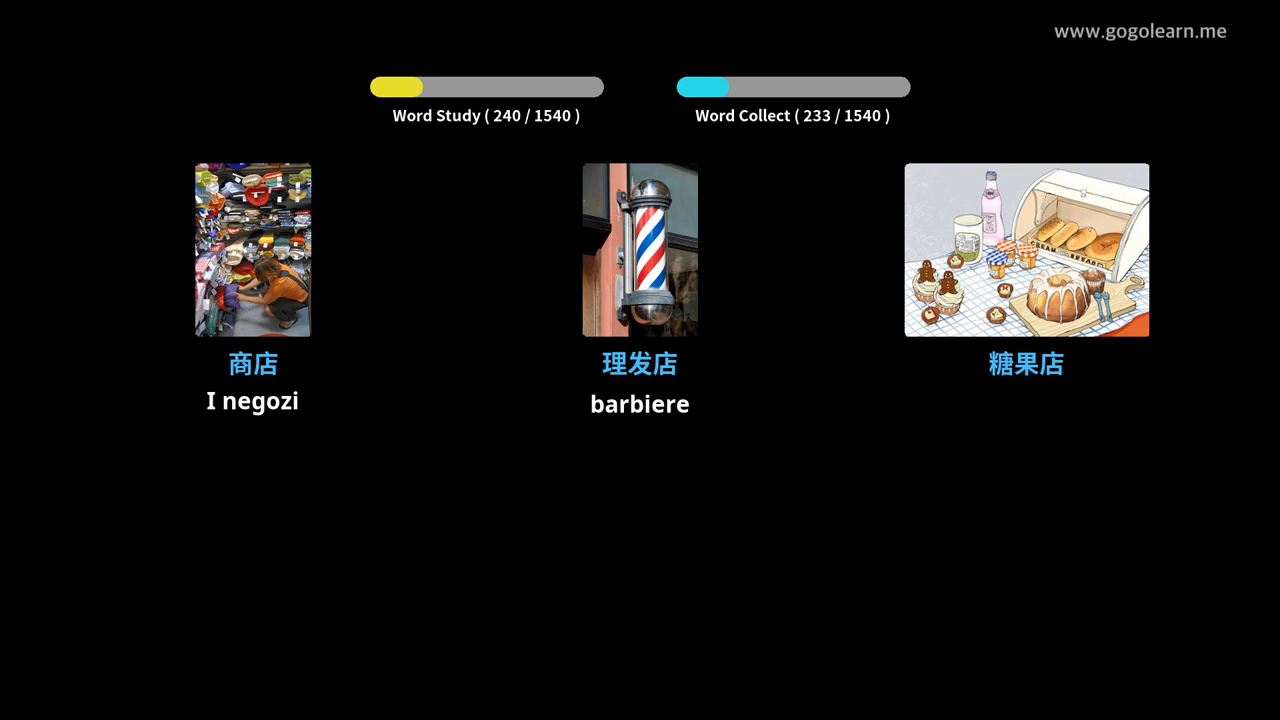 www.gogolearn.me
Word Study ( 240 / 1540 )
Word Collect ( 233 / 1540 )
商店
I negozi
理发店
barbiere
糖果店